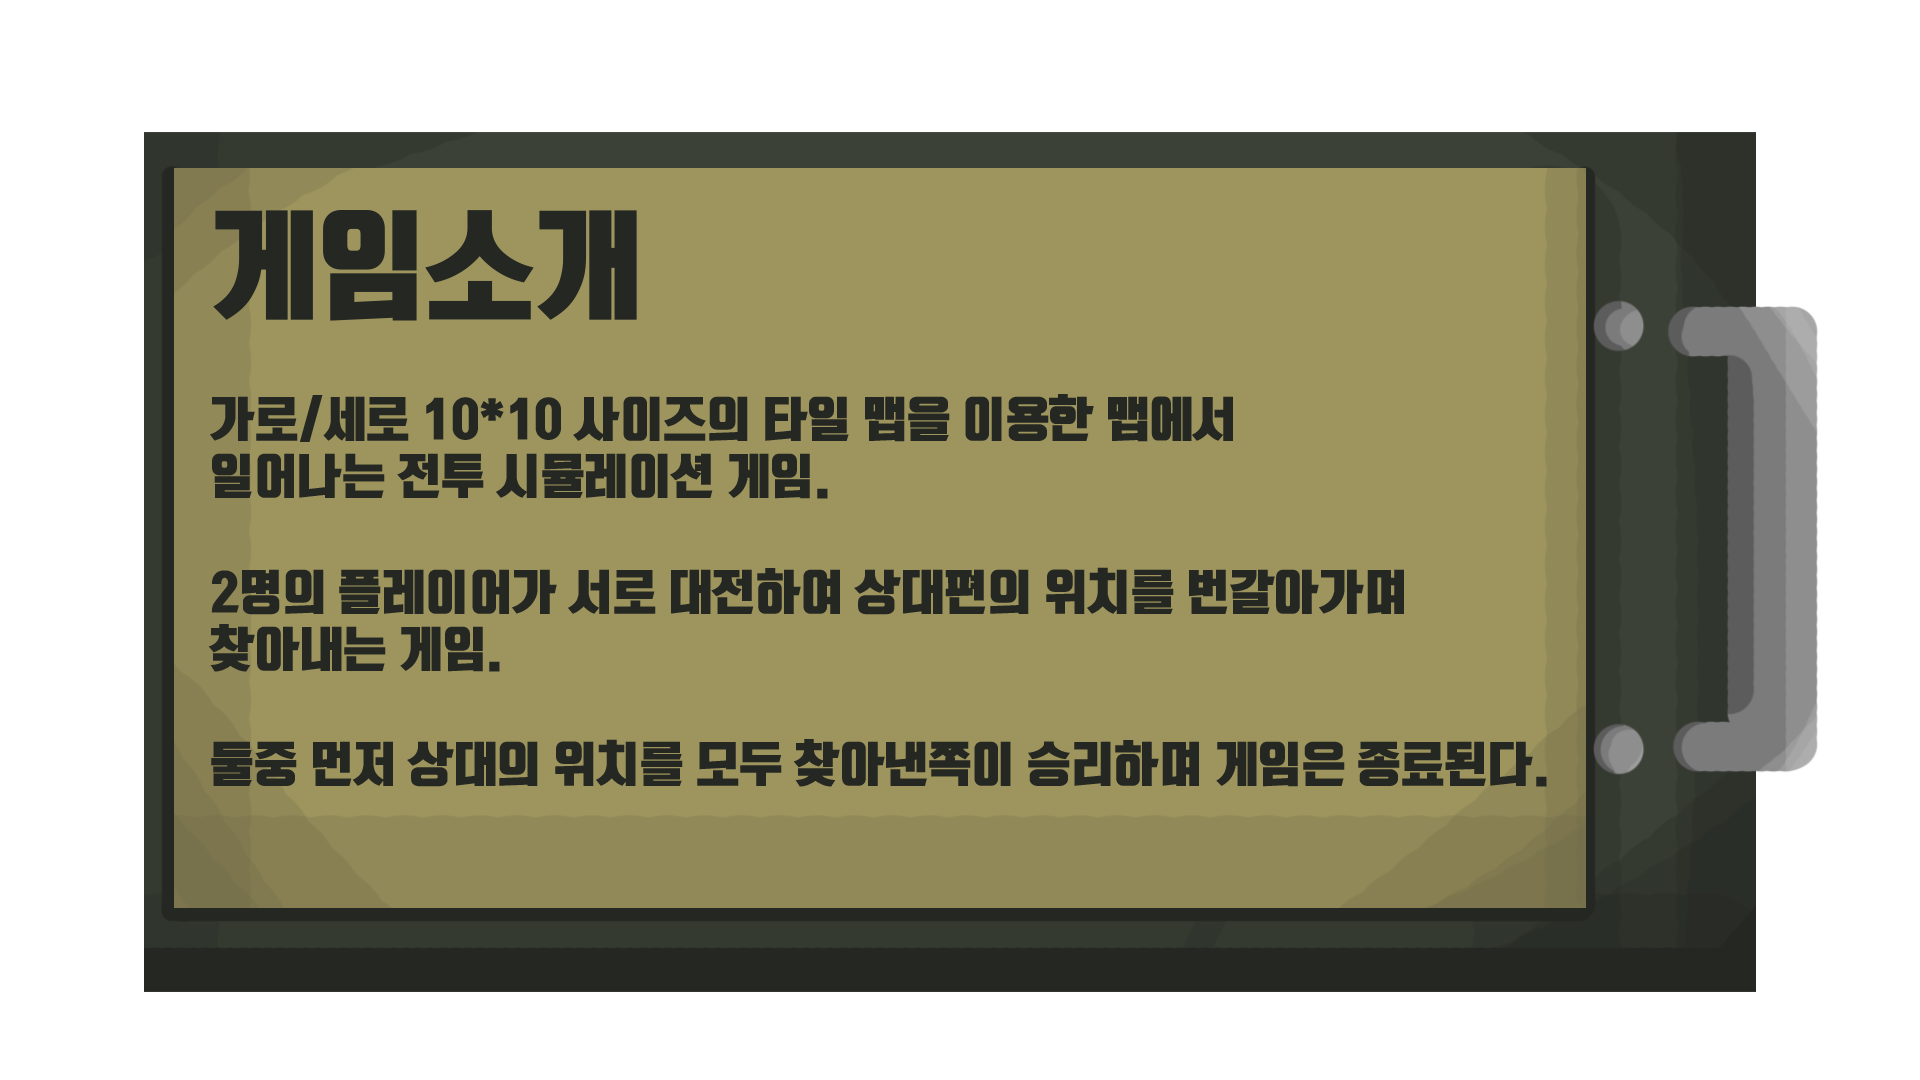 게임소개
가로/세로 10*10 사이즈의 타일 맵을 이용한 맵에서
일어나는 전투 시뮬레이션 게임.
2명의 플레이어가 서로 대전하여 상대편의 위치를 번갈아가며
찾아내는 게임.
둘중 먼저 상대의 위치를 모두 찾아낸쪽이 승리하며 게임은 종료된다.